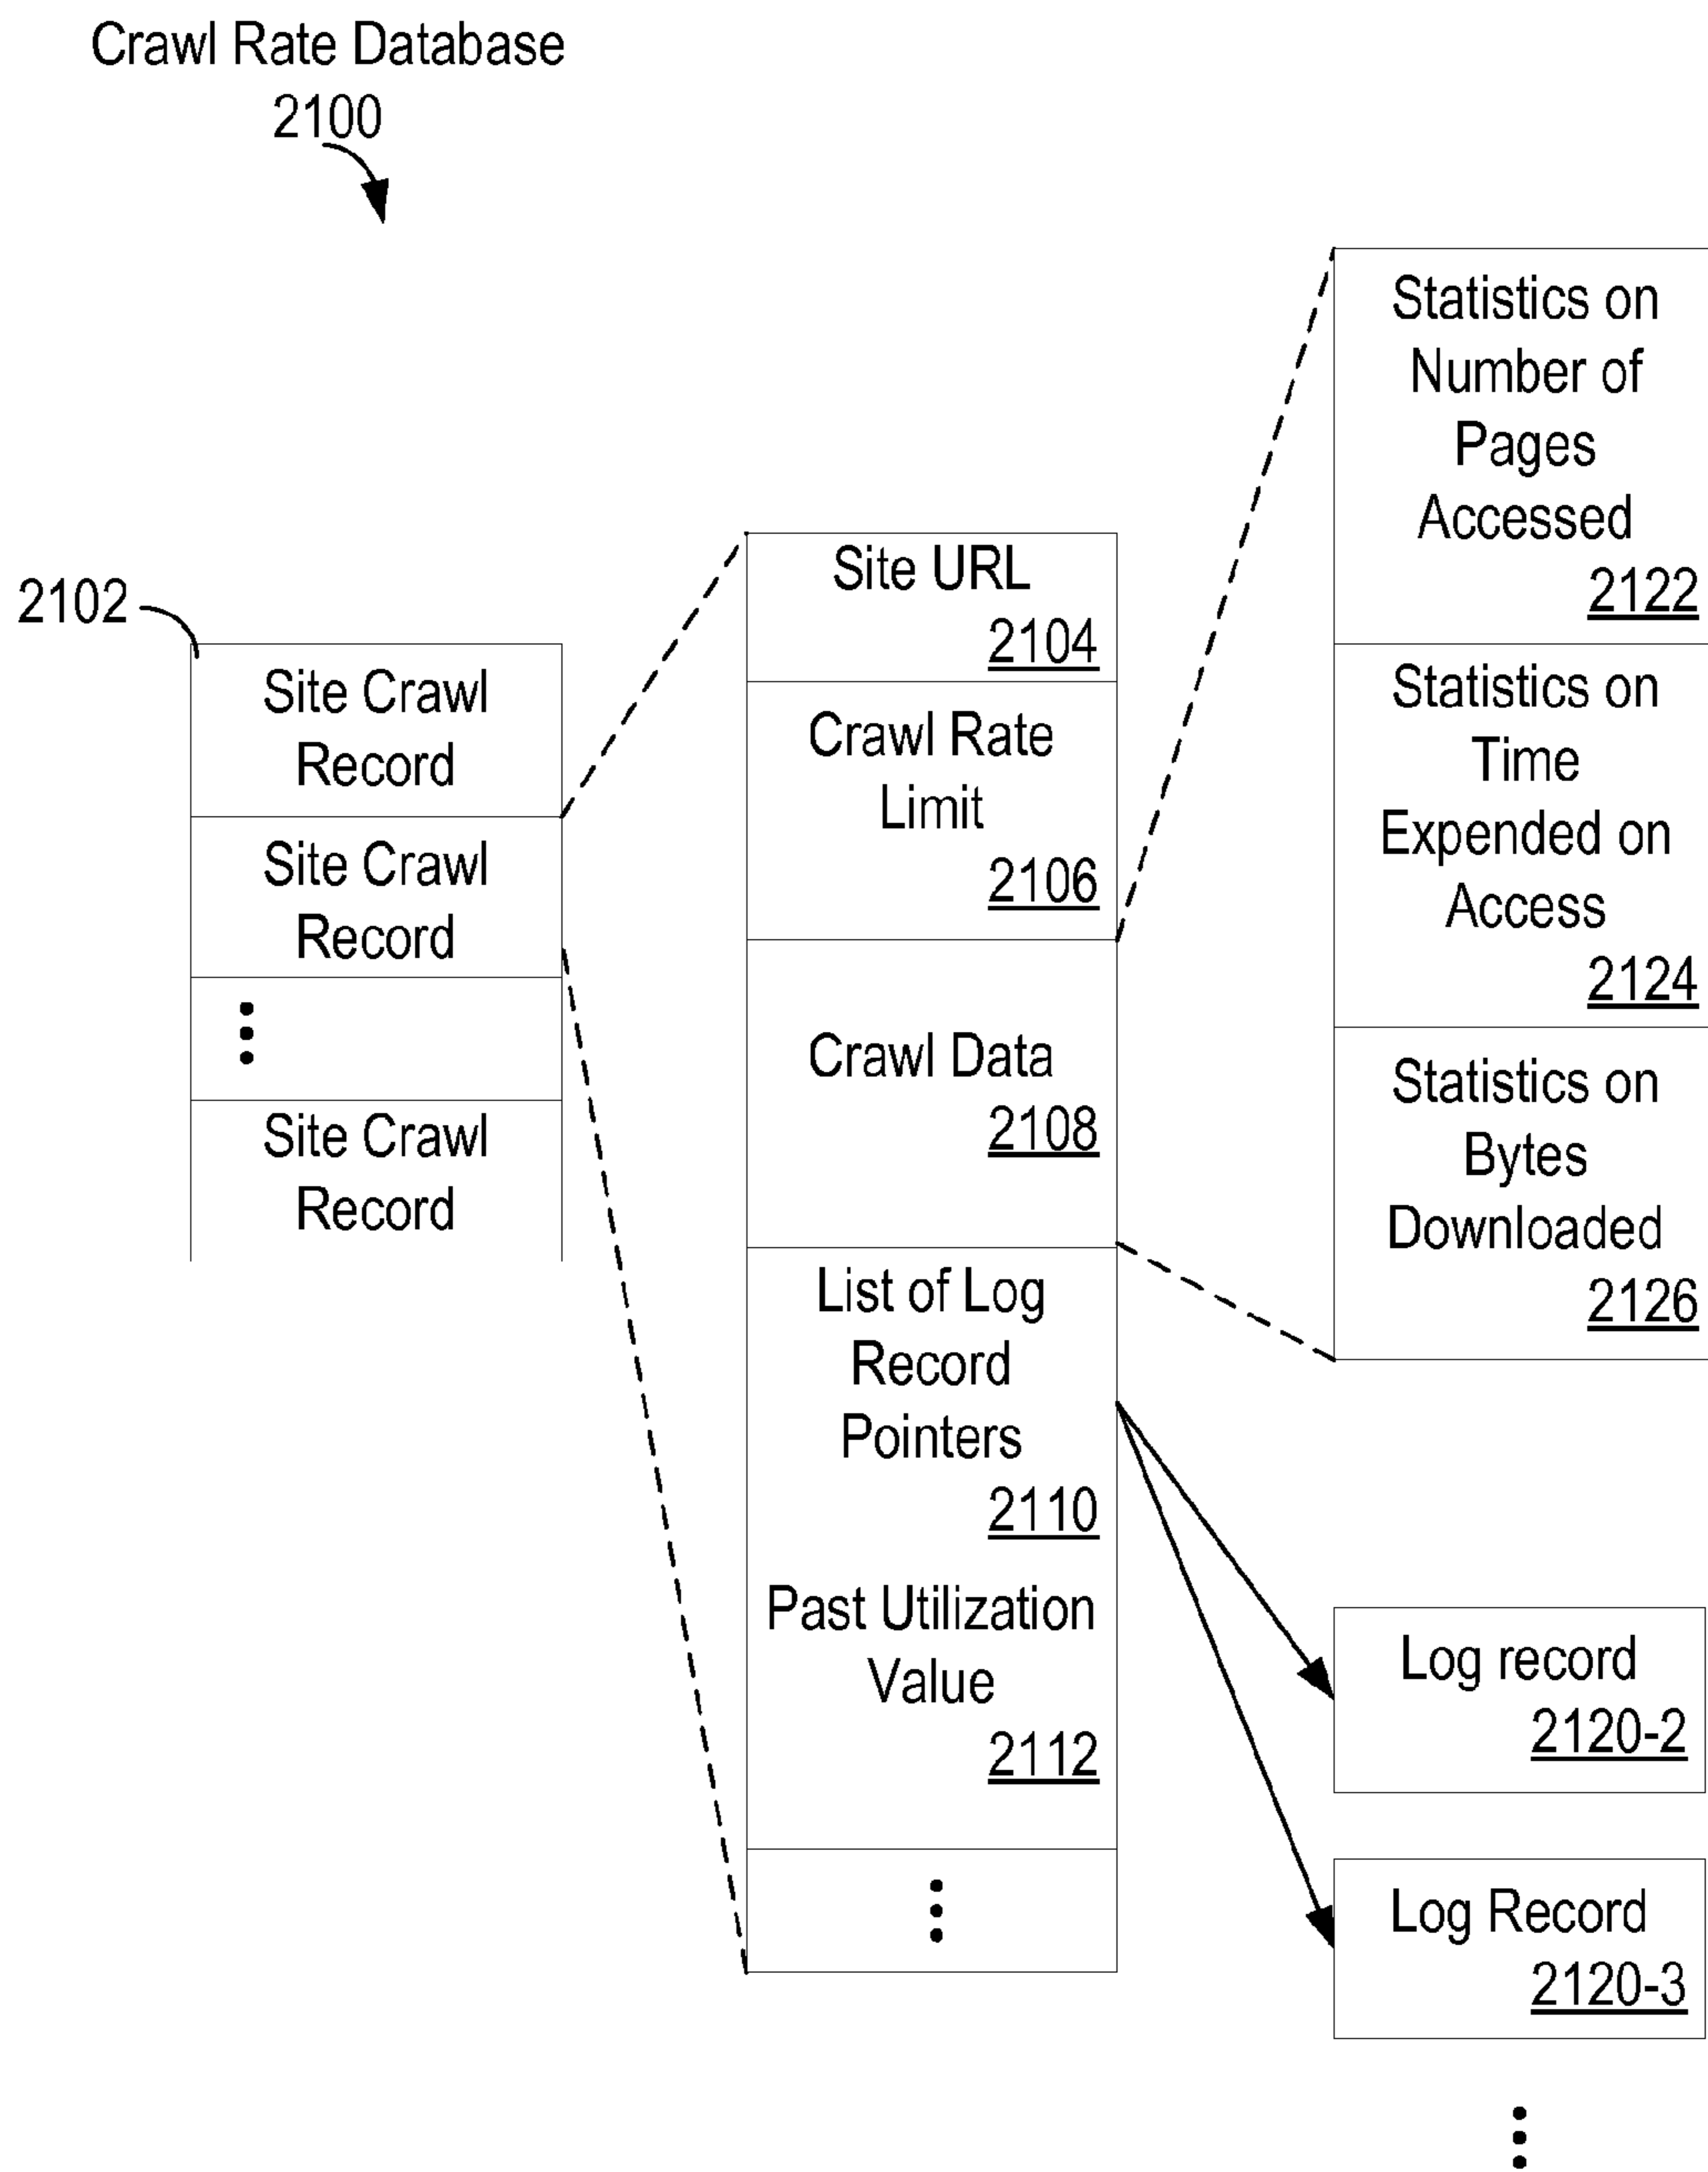 Crawl Rate Database
2100
2102
Site Crawl
Record
Site Crawl
Record
Site Crawl
Record
Site URL
2104
Crawl Rate
Limit
2106
Crawl Data
2108
List of Log
Record
Pointers
2110
Past Utilization
Value
2112
Statistics on
Number of
Pages
Accessed
2122
Statistics on
Time
Expended on
Access
2124
Statistics on
Bytes
Downloaded
2126
Log record
2120-2
Log Record
2120-3